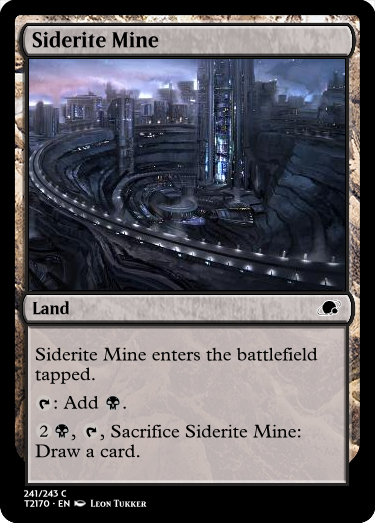 Siderite Mine
Land
Siderite Mine enters the battlefield
tapped.
: Add .
2 , , Sacrifice Siderite Mine:
Draw a card.
241/243 C
T2170 · EN Leon Tukker